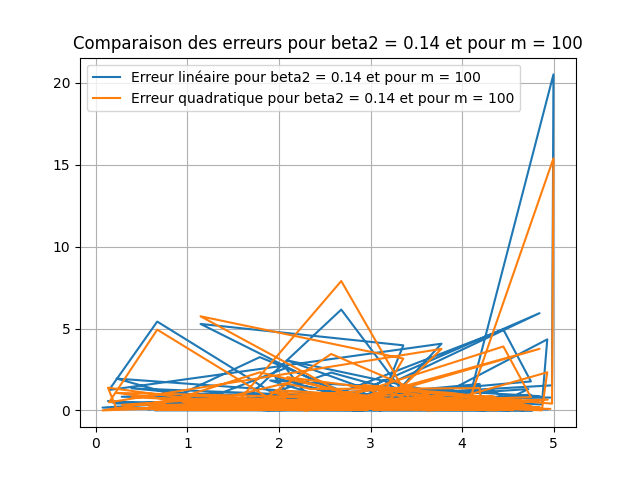 Comparaison des erreurs pour beta2 = 0.14 et pour m = 100
Erreur linéaire pour beta2 = 0.14 et pour m = 100
Erreur quadratique pour beta2 = 0.14 et pour m = 100
20
15
10
5
0
0 1 2 3 4 5